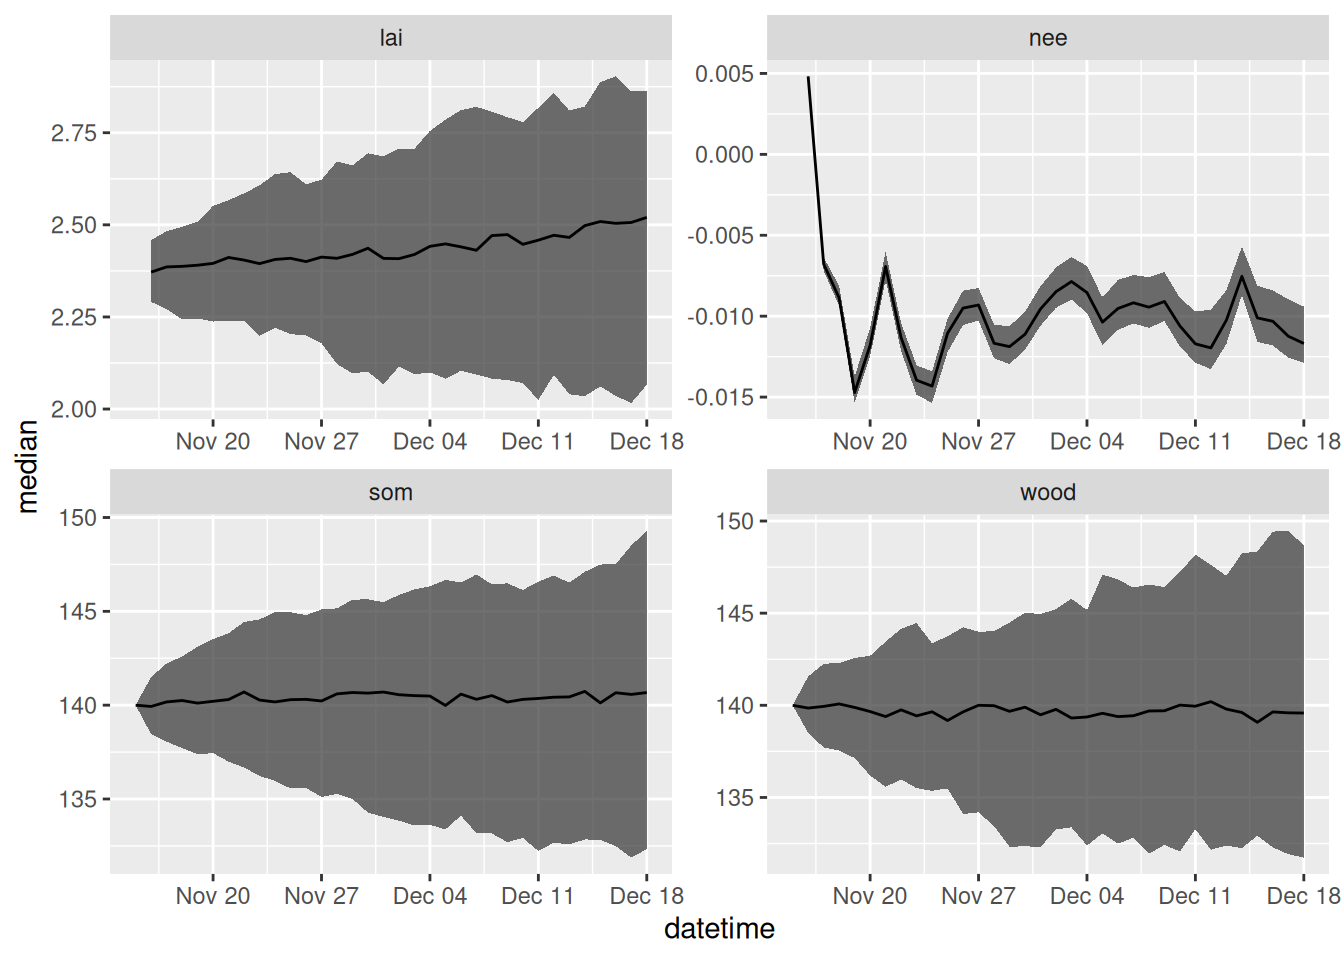 lai
nee
2.75
2.50
2.25
2.00
0.005
0.000
-0.005
-0.010
-0.015
Nov 20 Nov 27 Dec 04 Dec 11 Dec 18
Nov 20 Nov 27 Dec 04 Dec 11 Dec 18
median
som
wood
150
145
140
135
150
145
140
135
Nov 20 Nov 27 Dec 04 Dec 11 Dec 18
Nov 20 Nov 27 Dec 04 Dec 11 Dec 18
datetime